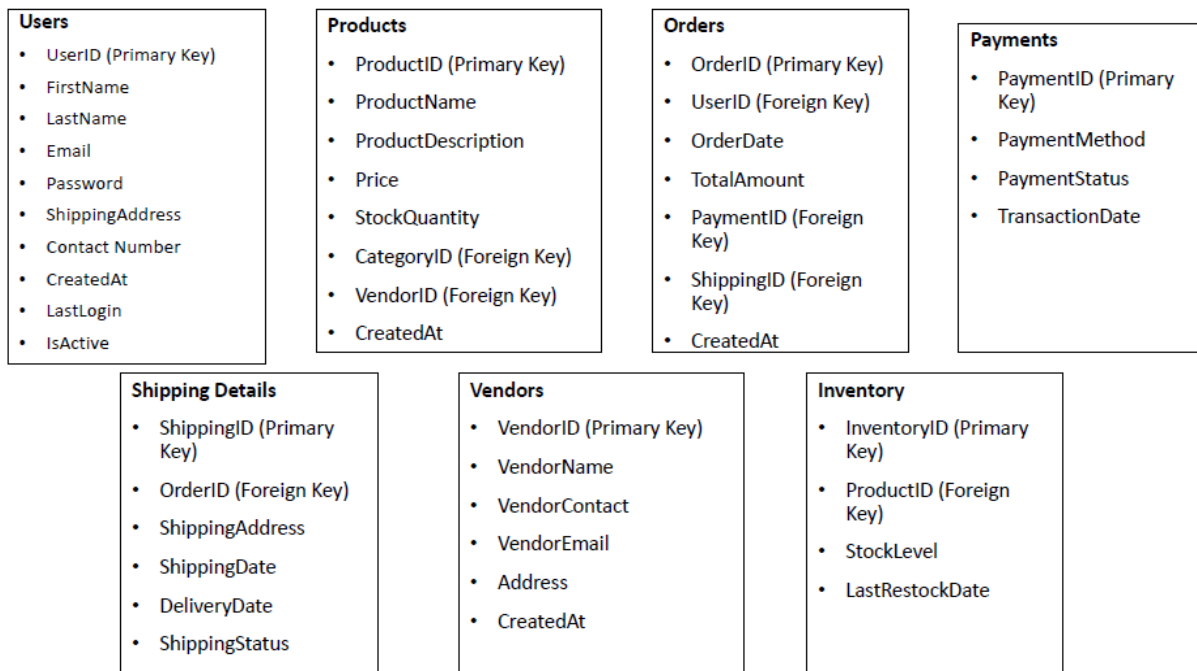 Users
• UserID (Primary Key)
• FirstName
• LastName
• Email
• Password
• ShippingAddress
• Contact Number
• CreatedAt
• LastLogin
• IsActive
Products
• ProductID (Primary Key)
• ProductName
• ProductDescription
• Price
• StockQuantity
• CategoryID (Foreign Key)
• VendorID (Foreign Key)
• CreatedAt
Orders
• OrderID (Primary Key)
• UserID (Foreign Key)
• OrderDate
• TotalAmount
• PaymentID (Foreign
Key)
• ShippingID (Foreign
Key)
• CreatedAt
Payments
• PaymentID (Primary
Key)
• PaymentMethod
• PaymentStatus
• TransactionDate
Shipping Details
• ShippingID (Primary
Key)
• OrderID (Foreign Key)
• ShippingAddress
• ShippingDate
• DeliveryDate
• ShippingStatus
Vendors
• VendorID (Primary Key)
• VendorName
• VendorContact
• VendorEmail
• Address
• CreatedAt
Inventory
• InventoryID (Primary
Key)
• ProductID (Foreign
Key)
• StockLevel
• LastRestockDate